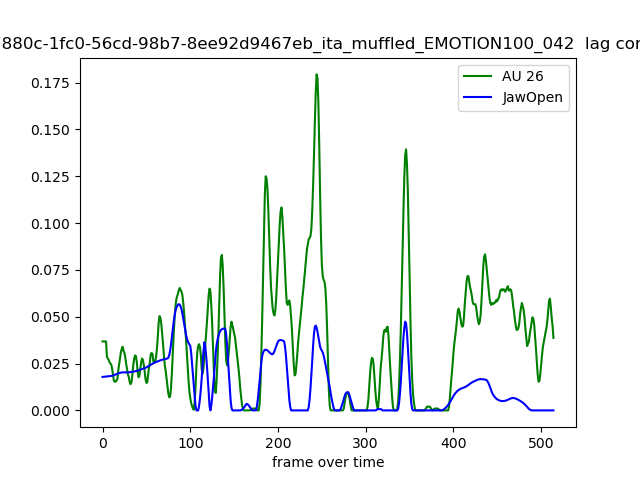 7880c-1fc0-56cd-98b7-8ee92d9467eb_ita_muffled_EMOTION100_042  lag cor
AU 26
JawOpen
0.175
0.150
0.125
0.100
0.075
0.050
0.025
0.000
0 100 200 300 400 500
frame over time